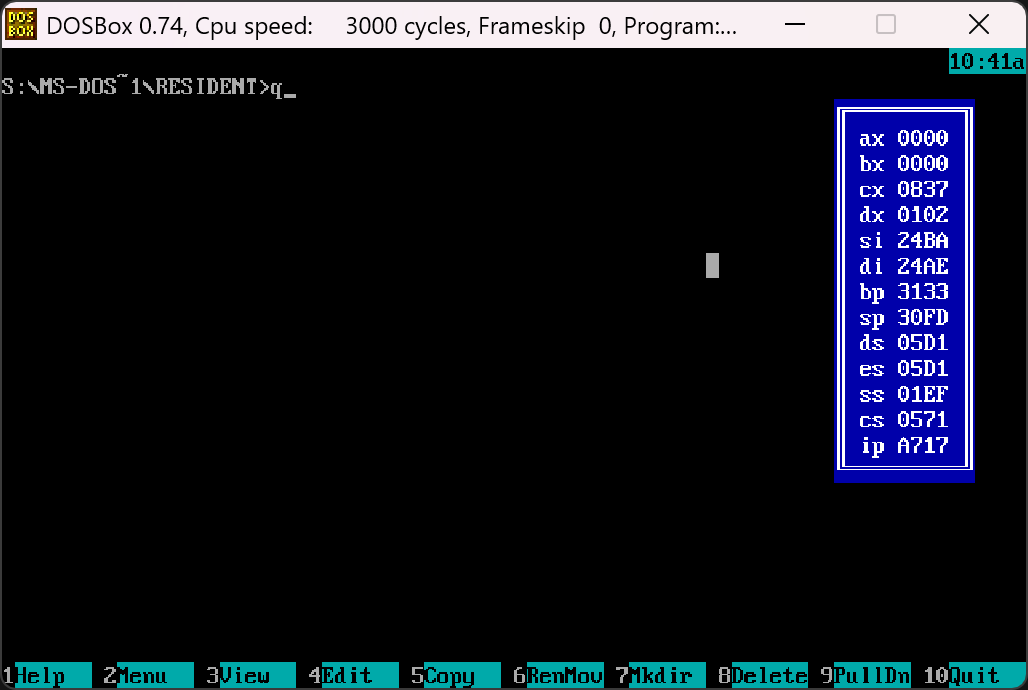 DOS BOX DOSBox 0.74, Cpu speed: 3000 cycles, Frameskip 0, Program:...
10:41a
S:\MS-DOS~1\RESIDENT>q_
ax 0000
bx 0000
cx 0837
dx 0102
si 24BA
di 24AE
bp 3133
sp 30FD
ds 05D1
es 05D1
ss 01EF
cs 0571
ip A717
1Help 2Menu 3View 4Edit 5Copy 6RenMov 7Mkdir 8Delete 9PullDn 10Quit